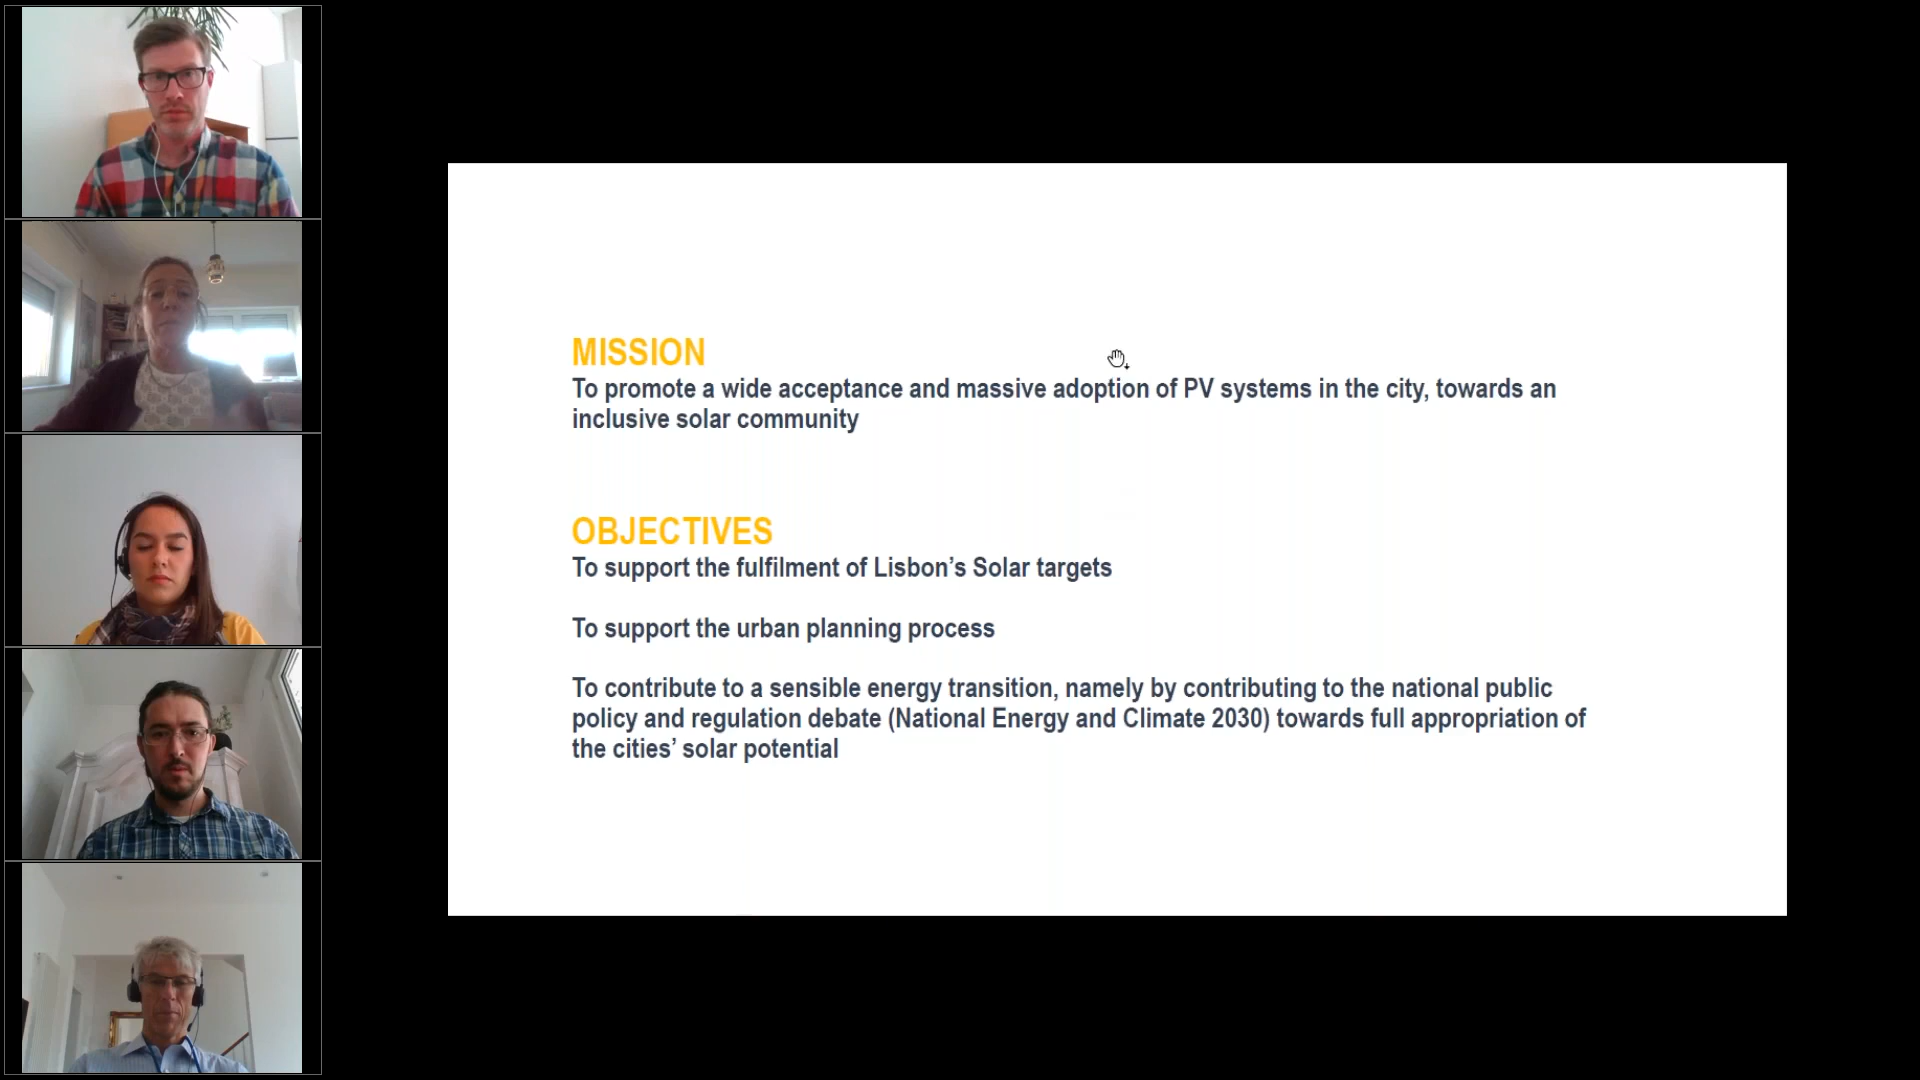 MISSION
To promote a wide acceptance and massive adoption of PV systems in the city, towards an
inclusive solar community
OBJECTIVES
To support the fulfilment of Lisbon’s Solar targets
To support the urban planning process
To contribute to a sensible energy transition, namely by contributing to the national public
policy and regulation debate (National Energy and Climate 2030) towards full appropriation of
the cities’ solar potential